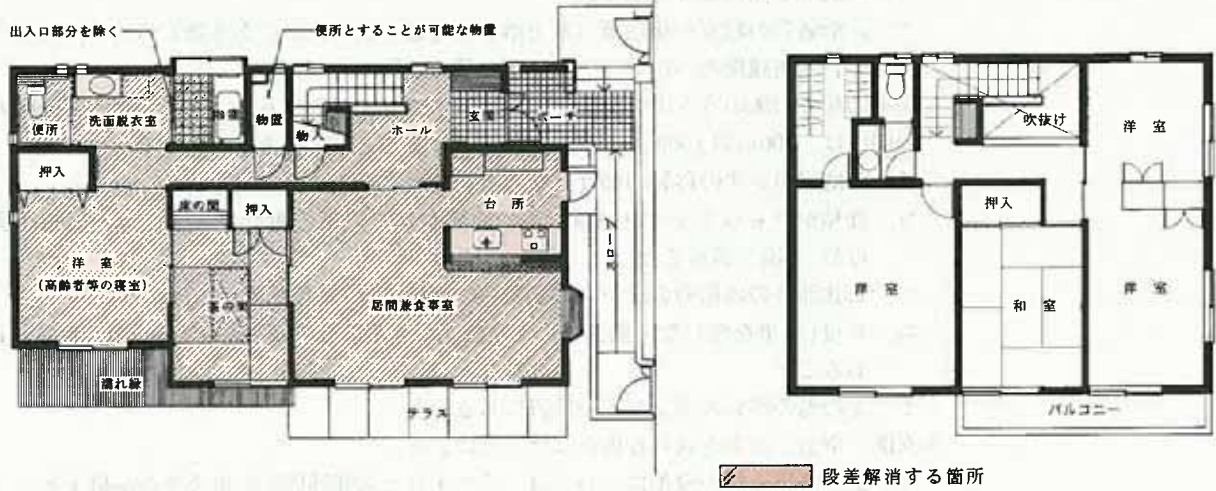 出入口部分を除く
便所とすることが可能な物置
便所
洗面脱衣室
物置
物入
ホール
玄関
ポーチ
押入
床の間
押入
台所
スロープ
洋室
(高齢者等の寝室)
茶の間
居間兼食事室
濡れ縁
テラス
吹抜け
洋室
押入
洋室
和室
洋室
バルコニー
段差解消する箇所